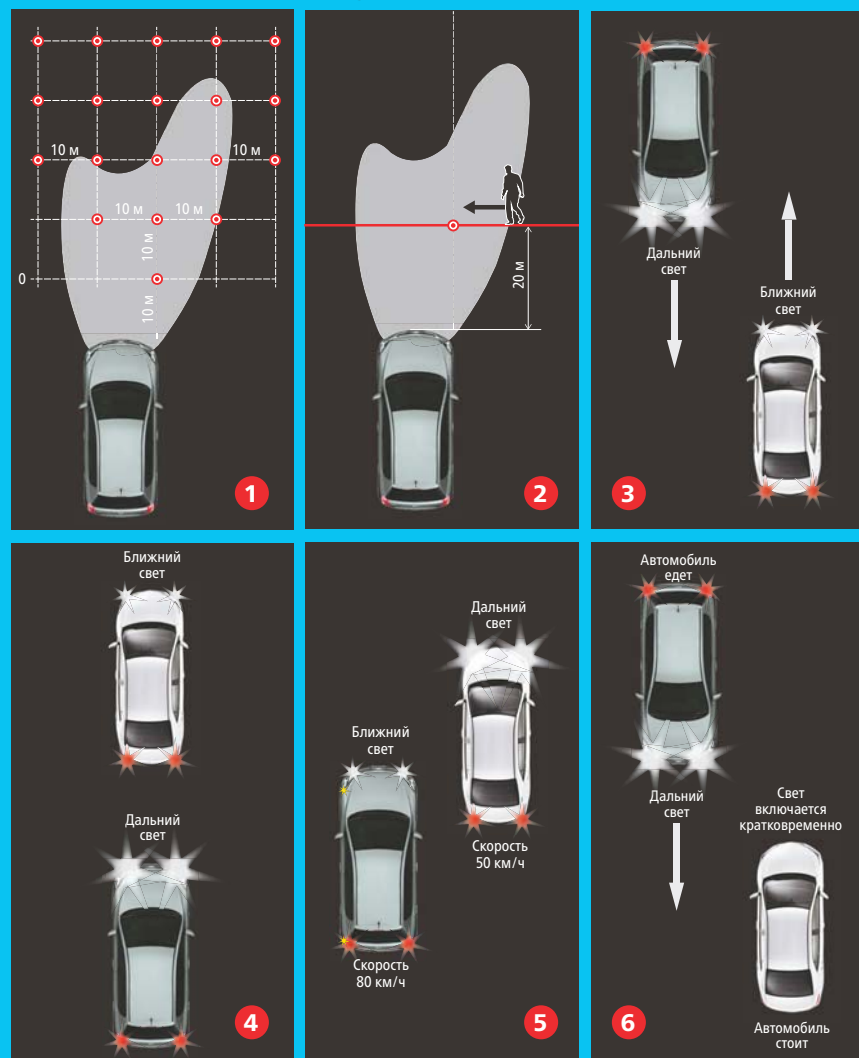 10 м
10 м
10 м
10 м
10 м
0
10 м
1
20 м
2
Дальний
свет
Ближний
свет
3
Ближний
свет
Дальний
свет
4
Дальний
свет
Ближний
свет
Скорость
50 км/ч
Скорость
80 км/ч
5
Автомобиль
едет
Дальний
свет
Свет
включается
кратковременно
Автомобиль
стоит
6